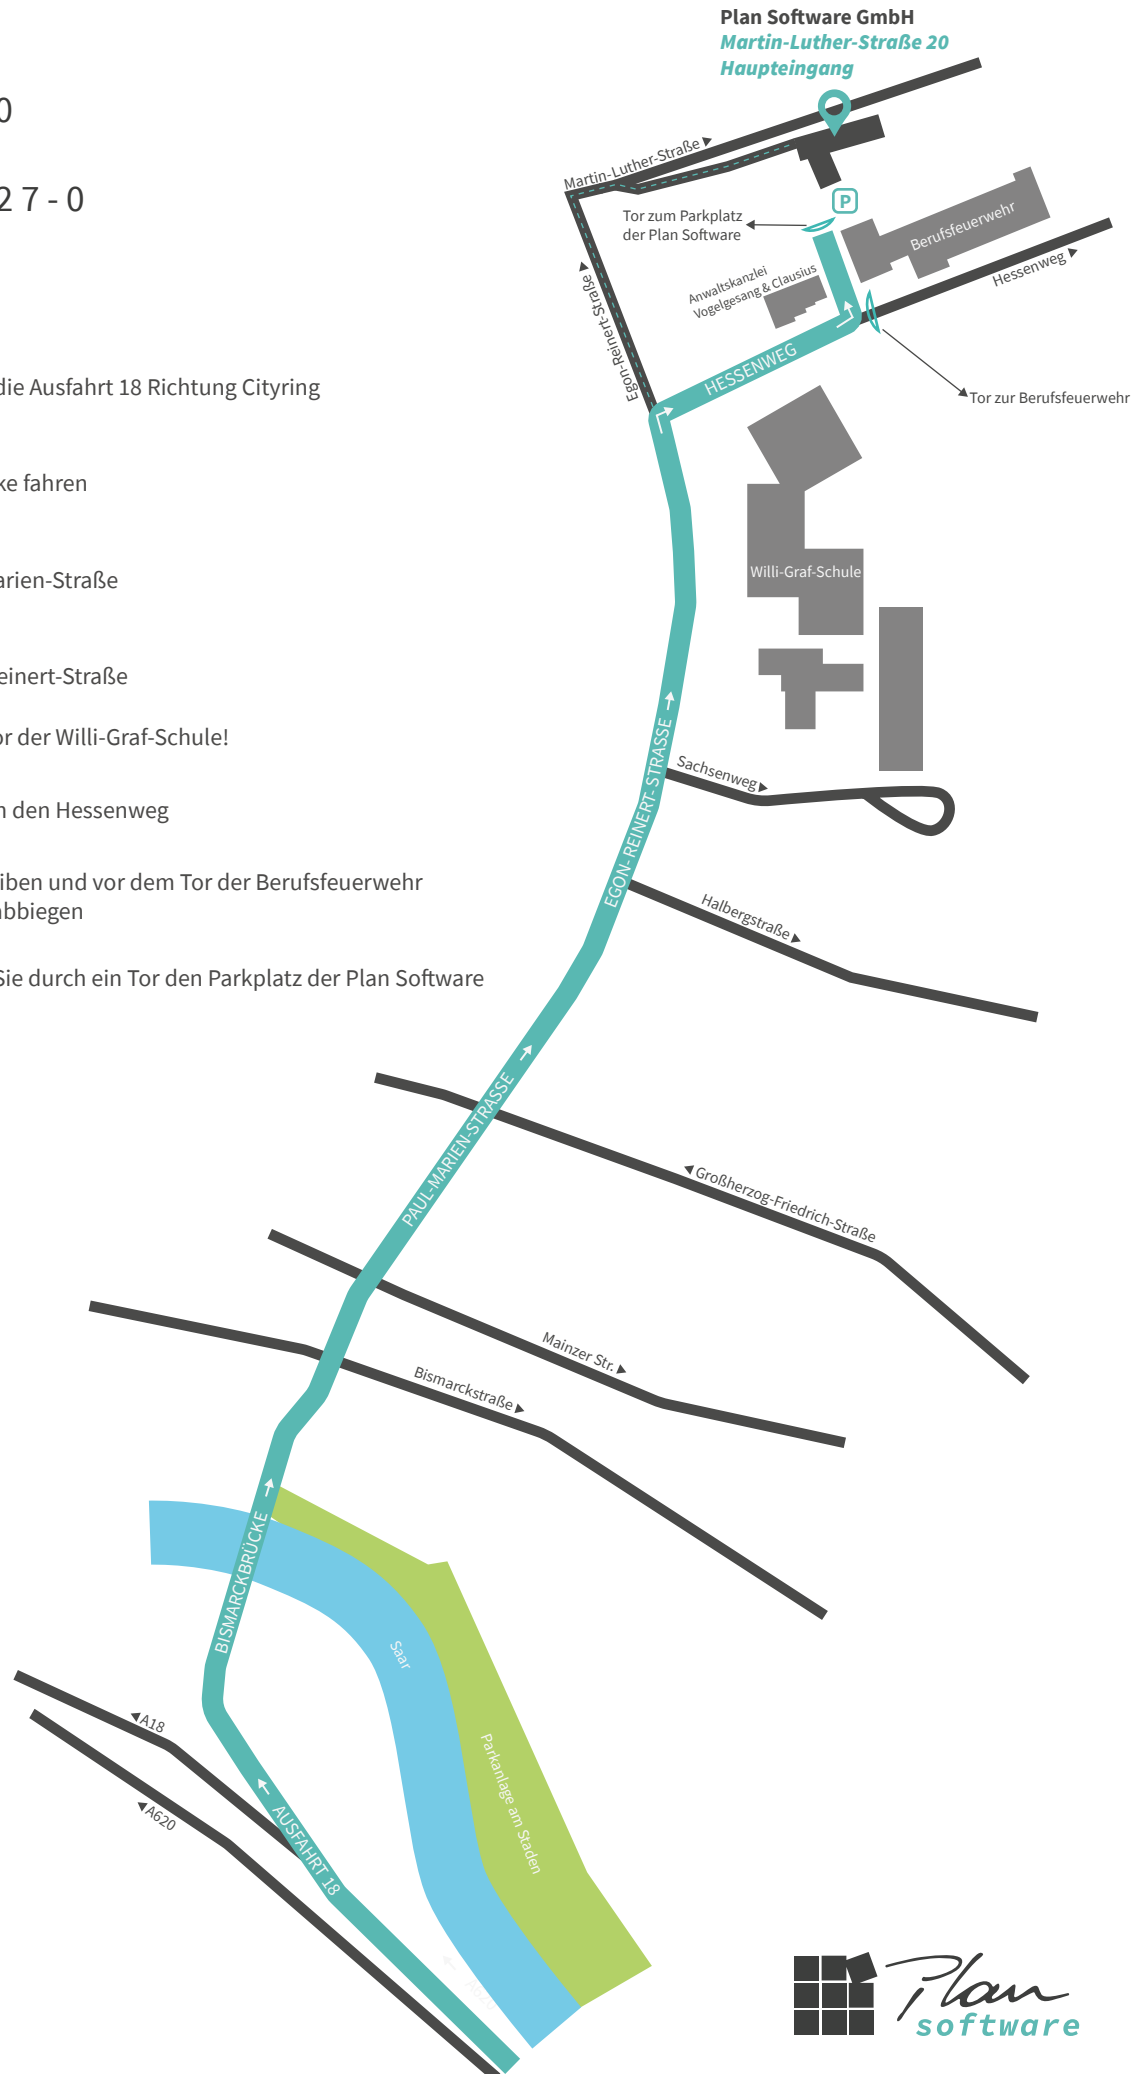 Plan Software GmbH
Martin-Luther-Straße 20
Haupteingang
0
27-0
die Ausfahrt 18 Richtung Cityring
ke fahren
arien-Straße
einert-Straße
or der Willi-Graf-Schule!
n den Hessenweg
iben und vor dem Tor der Berufsfeuerwehr
abbiegen
Sie durch ein Tor den Parkplatz der Plan Software
Martin-Luther-Straße
P
Tor zum Parkplatz
der Plan Software
Berufsfeuerwehr
Hessenweg
Anwaltskanzlei
Vogelgesang & Clausius
Egon-Reinert-Straße
HESSENWEG
Tor zur Berufsfeuerwehr
Willi-Graf-Schule
Sachsenweg
EGON-REINERT-STRASSE
Halbergstraße
PAUL-MARIEN-STRASSE
Großherzog-Friedrich-Straße
Mainzer Str.
Bismarckstraße
BISMARCKBRÜCKE
Saar
Parkanlage am Staden
A18
A620
AUSFAHRT 18
Plan
software